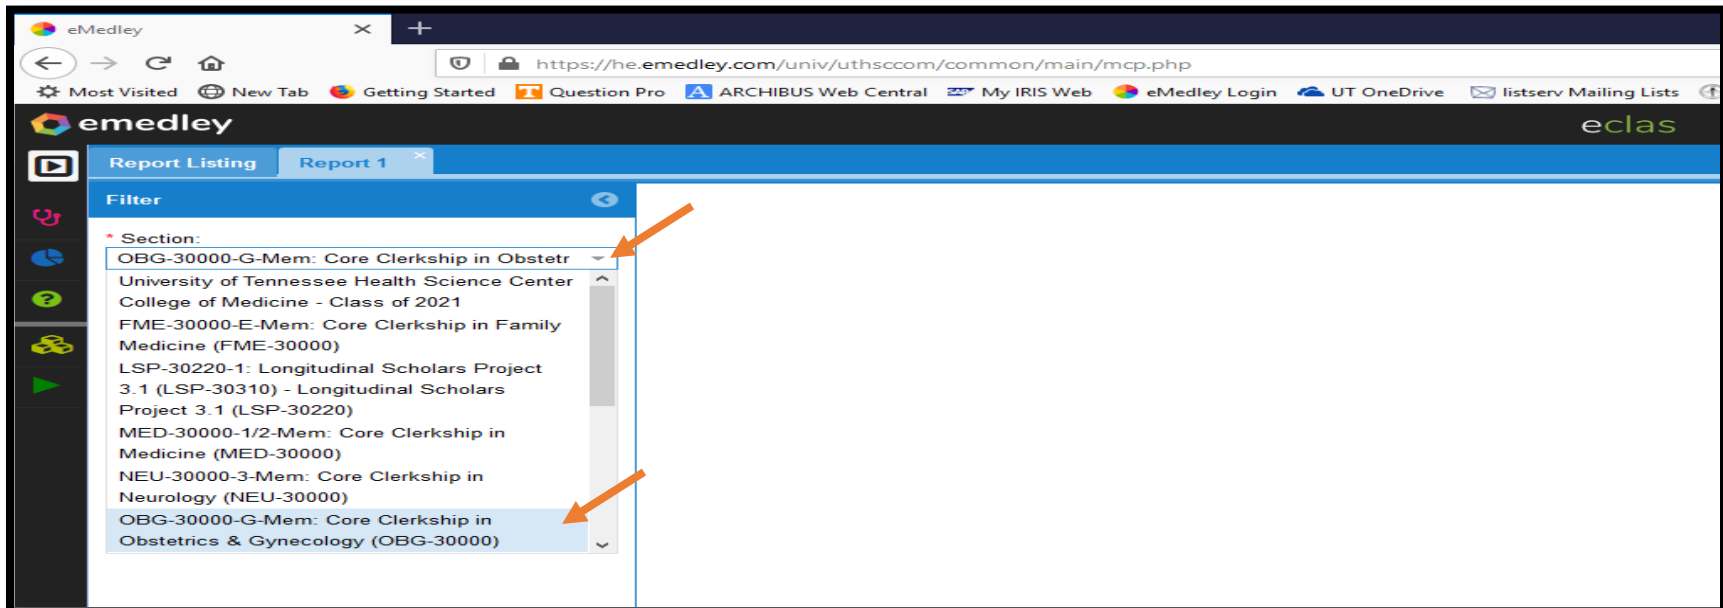 eMedley
https://he.emedley.com/univ/uthsccom/common/main/mcp.php
Most Visited New Tab Getting Started Question Pro ARCHIBUS Web Central My IRIS Web eMedley Login UT OneDrive listserv Mailing Lists
emedley eclas
Report Listing Report 1
Filter
* Section:
OBG-30000-G-Mem: Core Clerkship in Obstetr
University of Tennessee Health Science Center
College of Medicine - Class of 2021
FME-30000-E-Mem: Core Clerkship in Family
Medicine (FME-30000)
LSP-30220-1: Longitudinal Scholars Project
3.1 (LSP-30310) - Longitudinal Scholars
Project 3.1 (LSP-30220)
MED-30000-1/2-Mem: Core Clerkship in
Medicine (MED-30000)
NEU-30000-3-Mem: Core Clerkship in
Neurology (NEU-30000)
OBG-30000-G-Mem: Core Clerkship in
Obstetrics & Gynecology (OBG-30000)